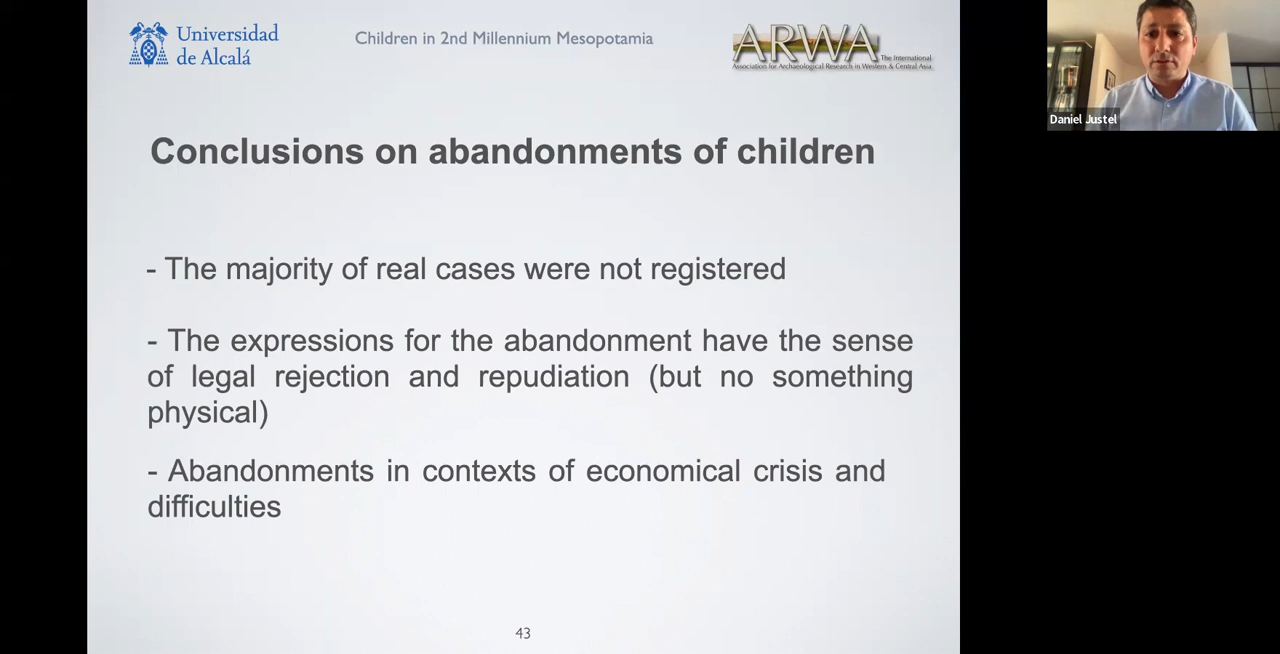 Universidad
de Alcalá
Children in 2nd Millennium Mesopotamia
ARWA
The International
Association for Archaeological Research in Western & Central Asia
Daniel Justel
Conclusions on abandonments of children
- The majority of real cases were not registered
- The expressions for the abandonment have the sense
of legal rejection and repudiation (but no something
physical)
- Abandonments in contexts of economical crisis and
difficulties
43